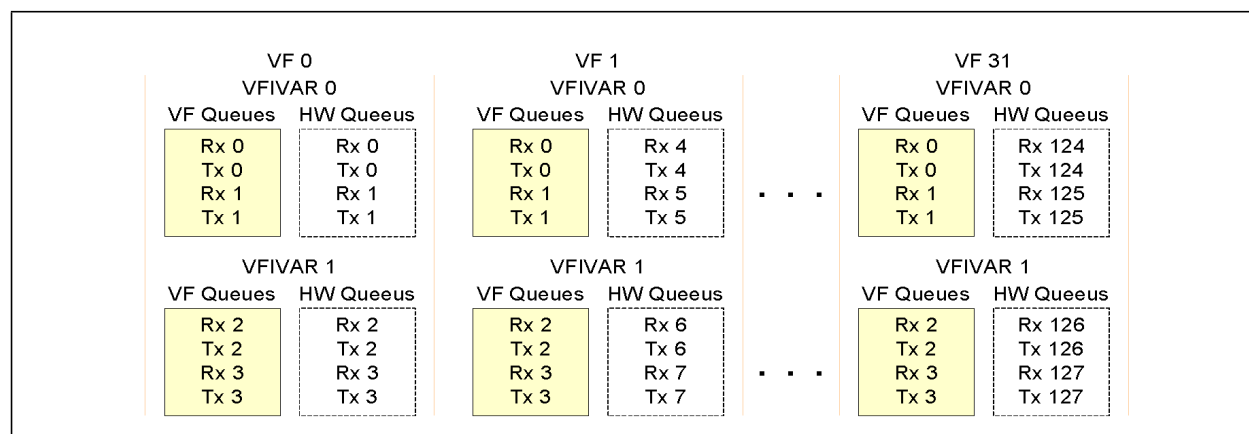 VF 0
VFIVAR 0
VF Queues HW Queeus
Rx 0 Rx 0
Tx 0 Tx 0
Rx 1 Rx 1
Tx 1 Tx 1
VFIVAR 1
VF Queues HW Queeus
Rx 2 Rx 2
Tx 2 Tx 2
Rx 3 Rx 3
Tx 3 Tx 3
VF 1
VFIVAR 0
VF Queues HW Queeus
Rx 0 Rx 4
Tx 0 Tx 4
Rx 1 Rx 5
Tx 1 Tx 5
VFIVAR 1
VF Queues HW Queeus
Rx 2 Rx 6
Tx 2 Tx 6
Rx 3 Rx 7
Tx 3 Tx 7
. . .
. . .
VF 31
VFIVAR 0
VF Queues HW Queeus
Rx 0 Rx 124
Tx 0 Tx 124
Rx 1 Rx 125
Tx 1 Tx 125
VFIVAR 1
VF Queues HW Queeus
Rx 2 Rx 126
Tx 2 Tx 126
Rx 3 Rx 127
Tx 3 Tx 127